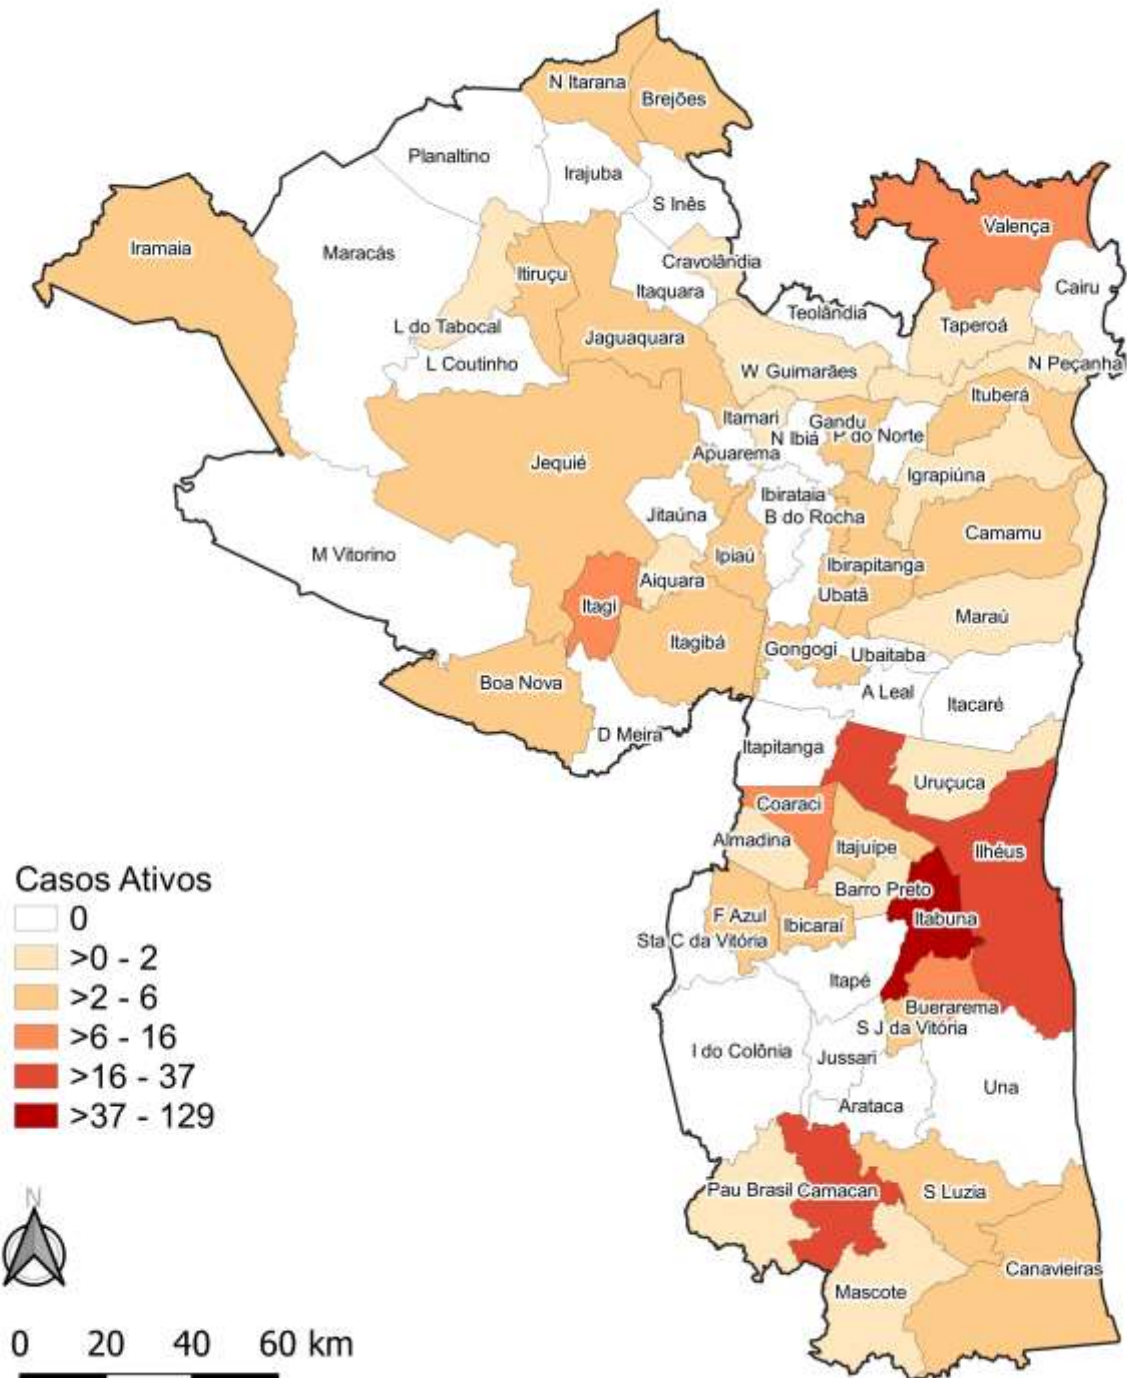 N Itarana
Brejões
Planaltino
Irajuba
S Inês
Valença
Iramaia
Maracás
Cravolândia
Itiruçu
Itaquara
Cairu
Teolândia
L do Tabocal
Jaguaquara
Taperoá
L Coutinho
W Guimarães
N Peçanha
Ituberá
Itamari
Gandu
N Ibiá
P do Norte
Apuarema
Jequié
Igrapiúna
Ibirataia
Jitaúna
B do Rocha
Camamu
M Vitorino
Ipiaú
Ibirapitanga
Aiquara
Ubatã
Itagi
Maraú
Itagibá
Gongogi
Ubaitaba
Boa Nova
A Leal
Itacaré
D Meira
Itapitanga
Uruçuca
Coaraci
Almadina
Itajuípe
Ilhéus
Barro Preto
F Azul
Ibicaraí
Itabuna
Sta C da Vitória
Itapé
Buerarema
S J da Vitória
I do Colônia
Jussari
Una
Arataca
Pau Brasil
Camacan
S Luzia
Canavieiras
Mascote
Casos Ativos
0
>0 - 2
>2 - 6
>6 - 16
>16 - 37
>37 - 129
N
0 20 40 60 km